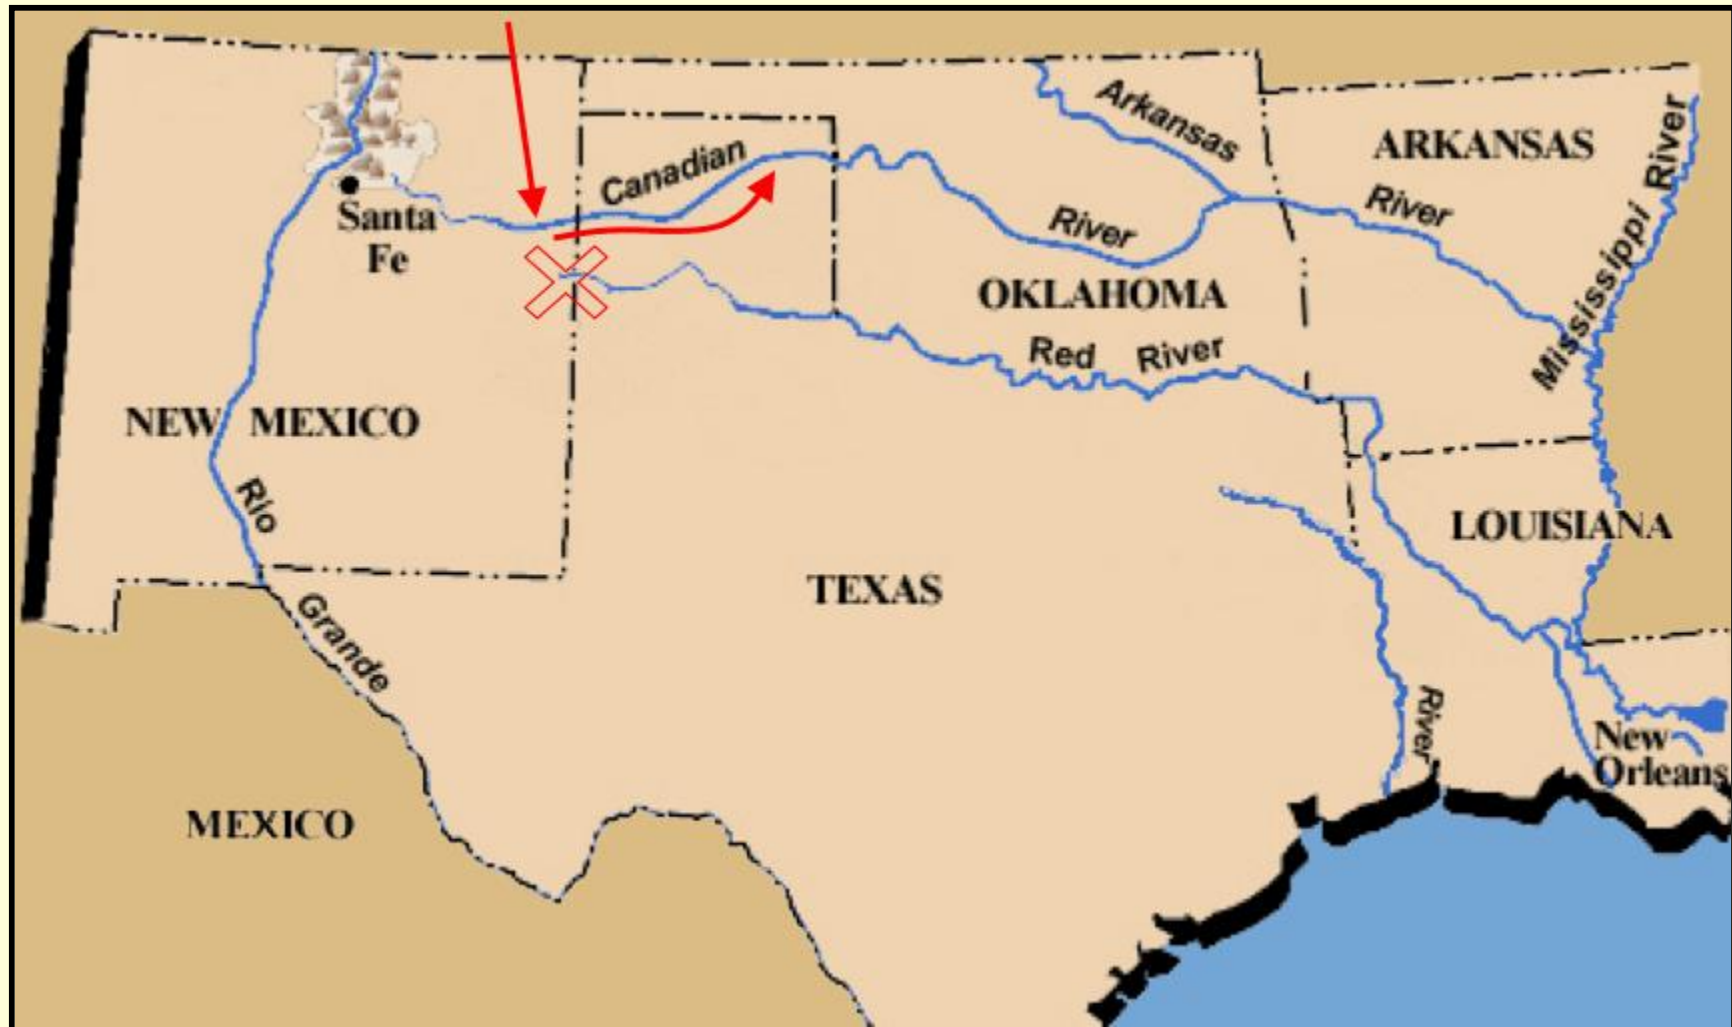 Arkansas
River
ARKANSAS
Mississippi River
Canadian
River
Santa
Fe
OKLAHOMA
Red River
NEW MEXICO
Rio
Grande
LOUISIANA
TEXAS
River
New
Orleans
MEXICO